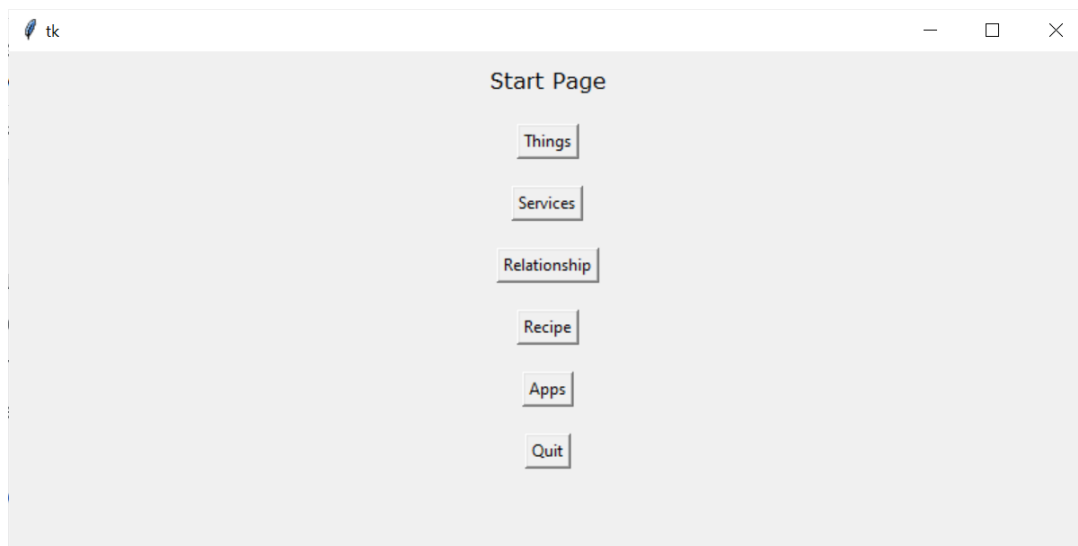 tk
Start Page
Things
Services
Relationship
Recipe
Apps
Quit